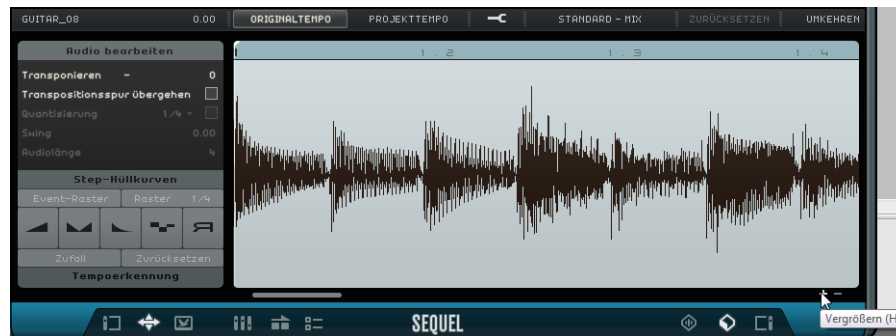 GUITAR_08 0.00 ORIGINALTEMPO PROJEKTTEMPO STANDARD - MIX ZURÜCKSETZEN UMKEHREN
Audio bearbeiten
1 . 2 1 . 3 1 . 4
Transponieren - 0
Transpositionsspur übergehen
Quantisierung 1/4
Swing 0.00
Audiolänge 4
Step-Hüllkurven
Event-Raster Raster 1/4
Zufall Zurücksetzen
Tempoerkennung
SEQUEL
Vergrößern